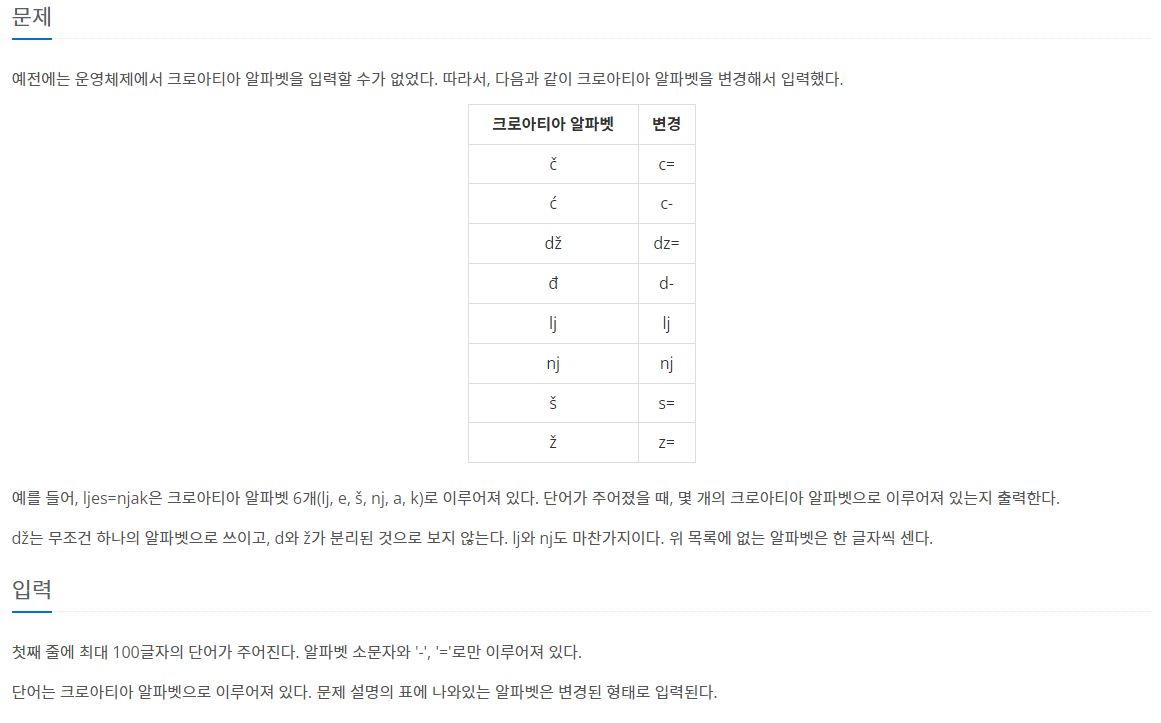 문제
예전에는 운영체제에서 크로아티아 알파벳을 입력할 수가 없었다. 따라서, 다음과 같이 크로아티아 알파벳을 변경해서 입력했다.
크로아티아 알파벳 변경
č c=
ć c-
dž dz=
đ d-
lj lj
nj nj
š s=
ž z=
예를 들어, ljes=njak은 크로아티아 알파벳 6개(lj, e, š, nj, a, k)로 이루어져 있다. 단어가 주어졌을 때, 몇 개의 크로아티아 알파벳으로 이루어져 있는지 출력한다.
dž는 무조건 하나의 알파벳으로 쓰이고, d와 ž가 분리된 것으로 보지 않는다. lj와 nj도 마찬가지이다. 위 목록에 없는 알파벳은 한 글자씩 센다.
입력
첫째 줄에 최대 100글자의 단어가 주어진다. 알파벳 소문자와 '-', '='로만 이루어져 있다.
단어는 크로아티아 알파벳으로 이루어져 있다. 문제 설명의 표에 나와있는 알파벳은 변경된 형태로 입력된다.